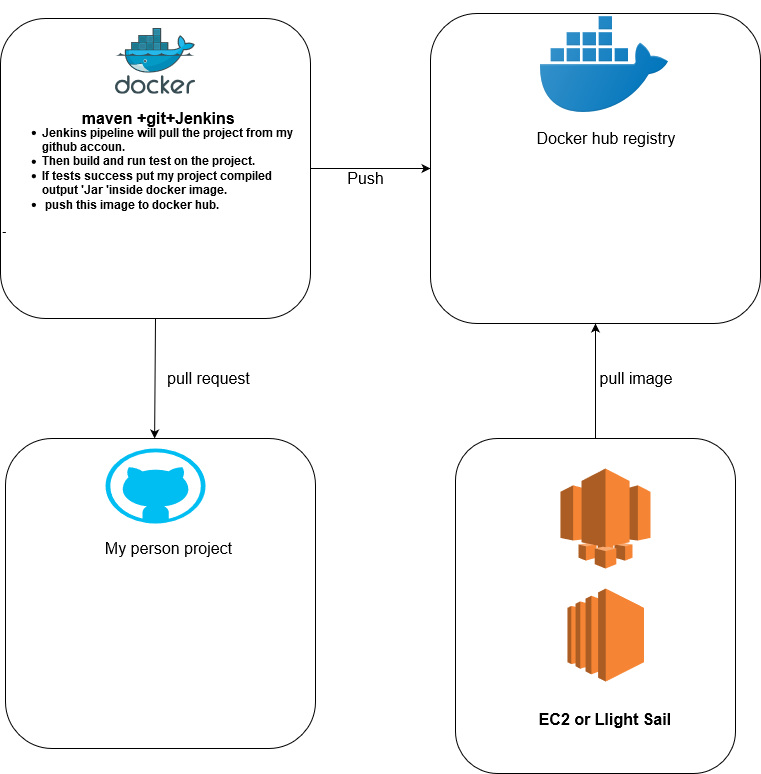 docker
maven +git+Jenkins
• Jenkins pipeline will pull the project from my
github accoun.
• Then build and run test on the project.
• If tests success put my project compiled
output 'Jar 'inside docker image.
• push this image to docker hub.
-
Push
Docker hub registry
pull request
pull image
My person project
EC2 or Llight Sail